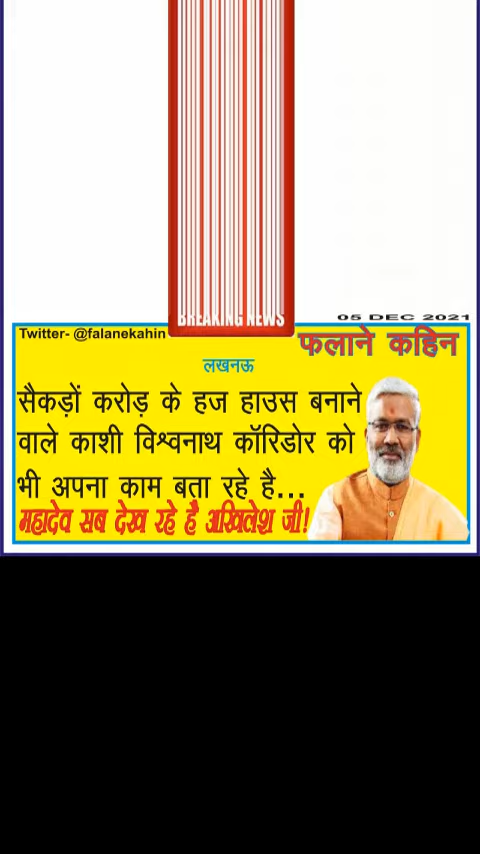 BREAKING NEWS
05 DEC 2021
Twitter- @falanekahin
फलाने कहिन
लखनऊ
सैकड़ों करोड़ के हज हाउस बनाने
वाले काशी विश्वनाथ कॉरिडोर को
भी अपना काम बता रहे है...
महादेव सब देख रहे है अखिलेश जी!